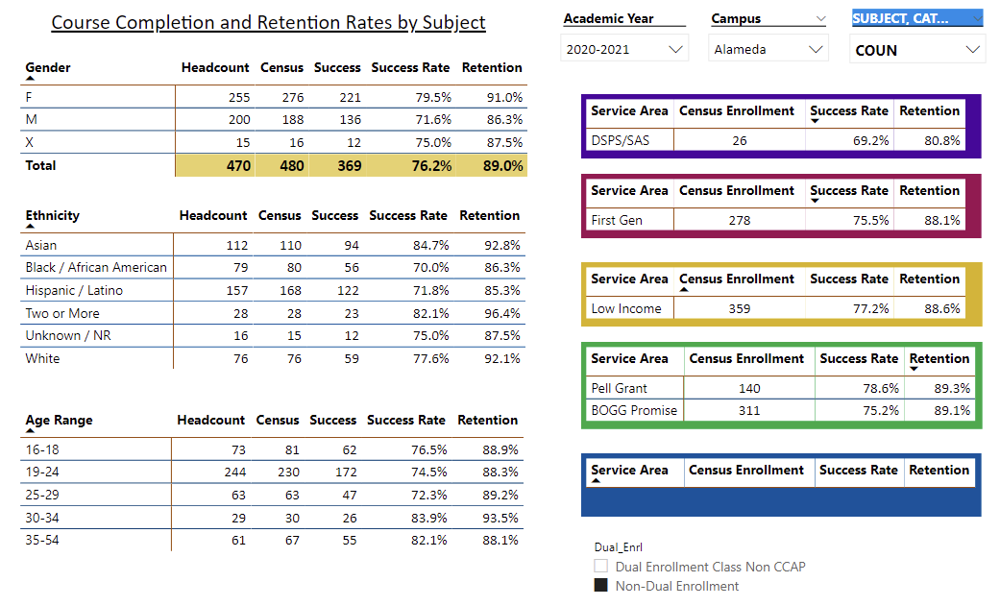 Course Completion and Retention Rates by Subject
Academic Year
2020-2021
Campus
Alameda
SUBJECT, CAT...
COUN
Gender Headcount Census Success Success Rate Retention
F 255 276 221 79.5% 91.0%
M 200 188 136 71.6% 86.3%
X 15 16 12 75.0% 87.5%
Total 470 480 369 76.2% 89.0%
Ethnicity Headcount Census Success Success Rate Retention
Asian 112 110 94 84.7% 92.8%
Black / African American 79 80 56 70.0% 86.3%
Hispanic / Latino 157 168 122 71.8% 85.3%
Two or More 28 28 23 82.1% 96.4%
Unknown / NR 16 15 12 75.0% 87.5%
White 76 76 59 77.6% 92.1%
Age Range Headcount Census Success Success Rate Retention
16-18 73 81 62 76.5% 88.9%
19-24 244 230 172 74.5% 88.3%
25-29 63 63 47 72.3% 89.2%
30-34 29 30 26 83.9% 93.5%
35-54 61 67 55 82.1% 88.1%
Service Area Census Enrollment Success Rate Retention
DSPS/SAS 26 69.2% 80.8%
Service Area Census Enrollment Success Rate Retention
First Gen 278 75.5% 88.1%
Service Area Census Enrollment Success Rate Retention
Low Income 359 77.2% 88.6%
Service Area Census Enrollment Success Rate Retention
Pell Grant 140 78.6% 89.3%
BOGG Promise 311 75.2% 89.1%
Service Area Census Enrollment Success Rate Retention
Dual_Enrl
Dual Enrollment Class Non CCAP
Non-Dual Enrollment